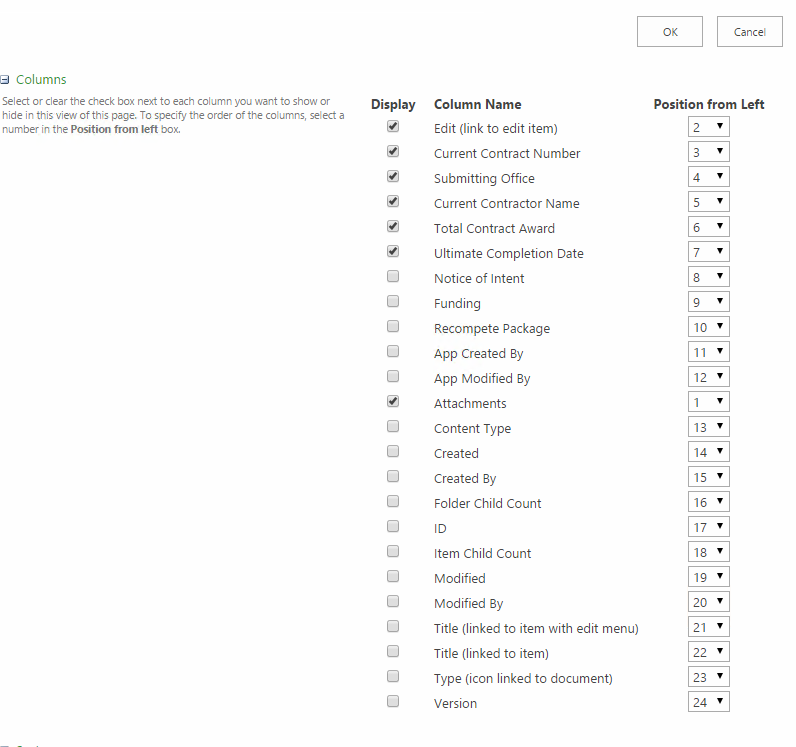 OK Cancel
Columns
Select or clear the check box next to each column you want to show or
hide in this view of this page. To specify the order of the columns, select a
number in the Position from left box.
Display Column Name Position from Left
Edit (link to edit item) 2
Current Contract Number 3
Submitting Office 4
Current Contractor Name 5
Total Contract Award 6
Ultimate Completion Date 7
Notice of Intent 8
Funding 9
Recompete Package 10
App Created By 11
App Modified By 12
Attachments 1
Content Type 13
Created 14
Created By 15
Folder Child Count 16
ID 17
Item Child Count 18
Modified 19
Modified By 20
Title (linked to item with edit menu) 21
Title (linked to item) 22
Type (icon linked to document) 23
Version 24